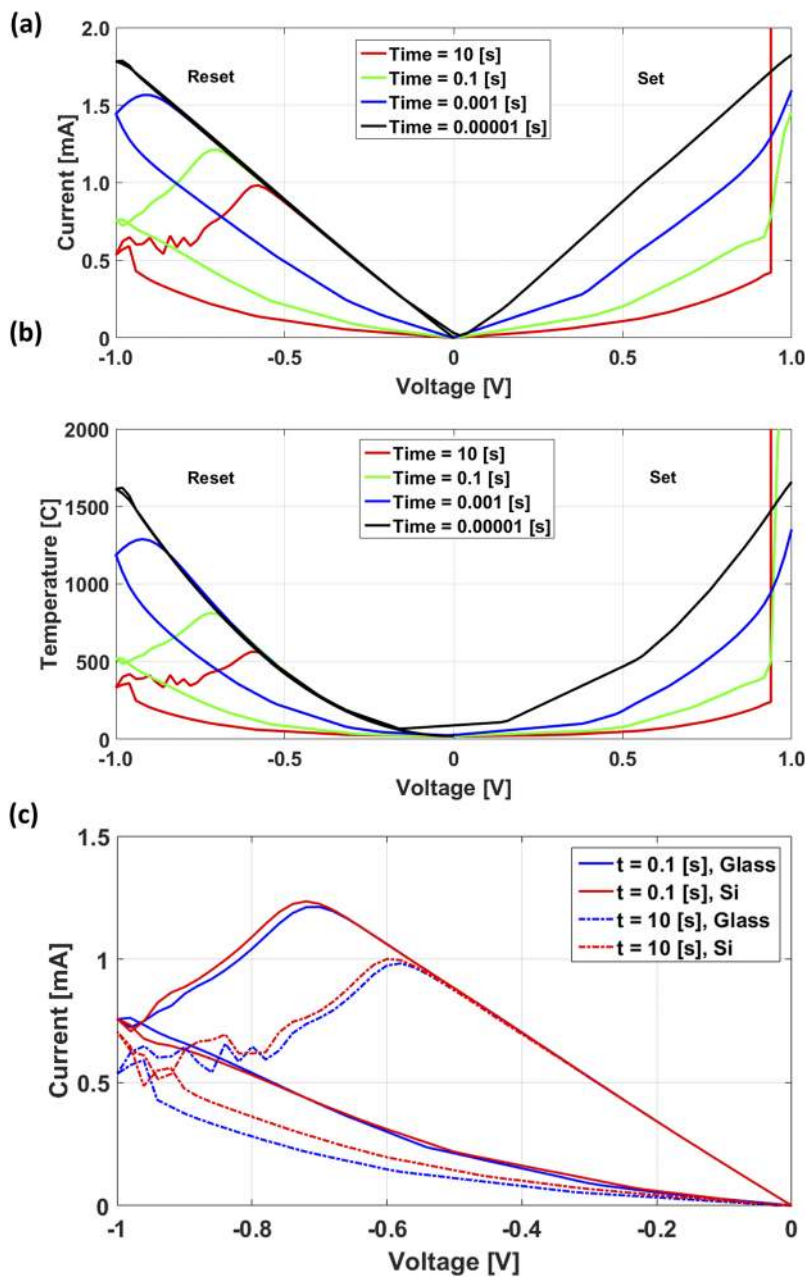 (a)
2.0
1.5
1.0
0.5
0
Current [mA]
Reset
Set
Time = 10 [s]
Time = 0.1 [s]
Time = 0.001 [s]
Time = 0.00001 [s]
-1.0 -0.5 0 0.5 1.0
Voltage [V]
(b)
2000
1500
1000
500
0
Temperature [C]
Reset
Set
Time = 10 [s]
Time = 0.1 [s]
Time = 0.001 [s]
Time = 0.00001 [s]
-1.0 -0.5 0 0.5 1.0
Voltage [V]
(c)
1.5
1
0.5
0
Current [mA]
t = 0.1 [s], Glass
t = 0.1 [s], Si
t = 10 [s], Glass
t = 10 [s], Si
-1 -0.8 -0.6 -0.4 -0.2 0
Voltage [V]